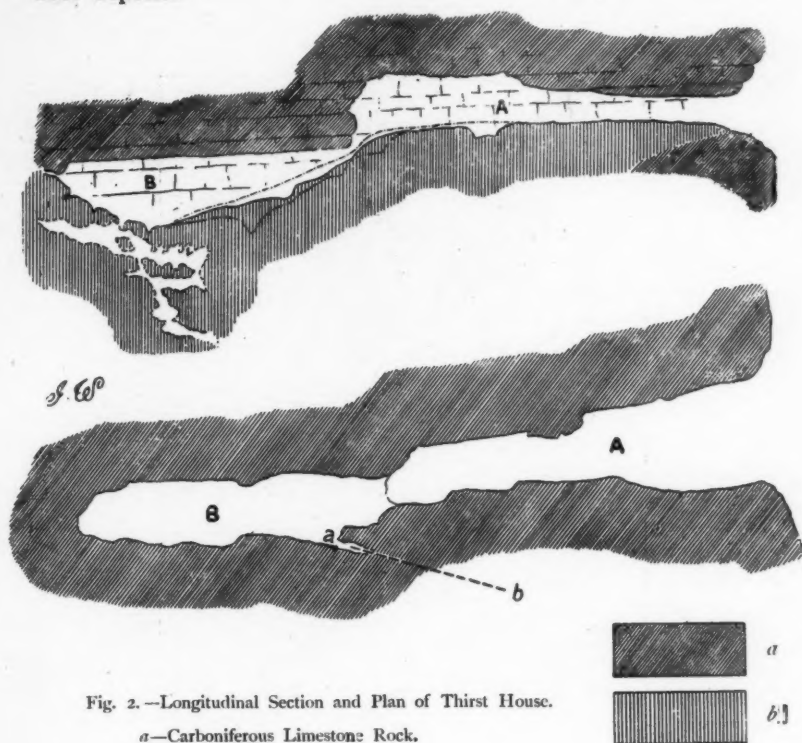 A
B
J. W
A
B
a
b
a
b
Fig. 2.—Longitudinal Section and Plan of Thirst House.
a—Carboniferous Limestone Rock.